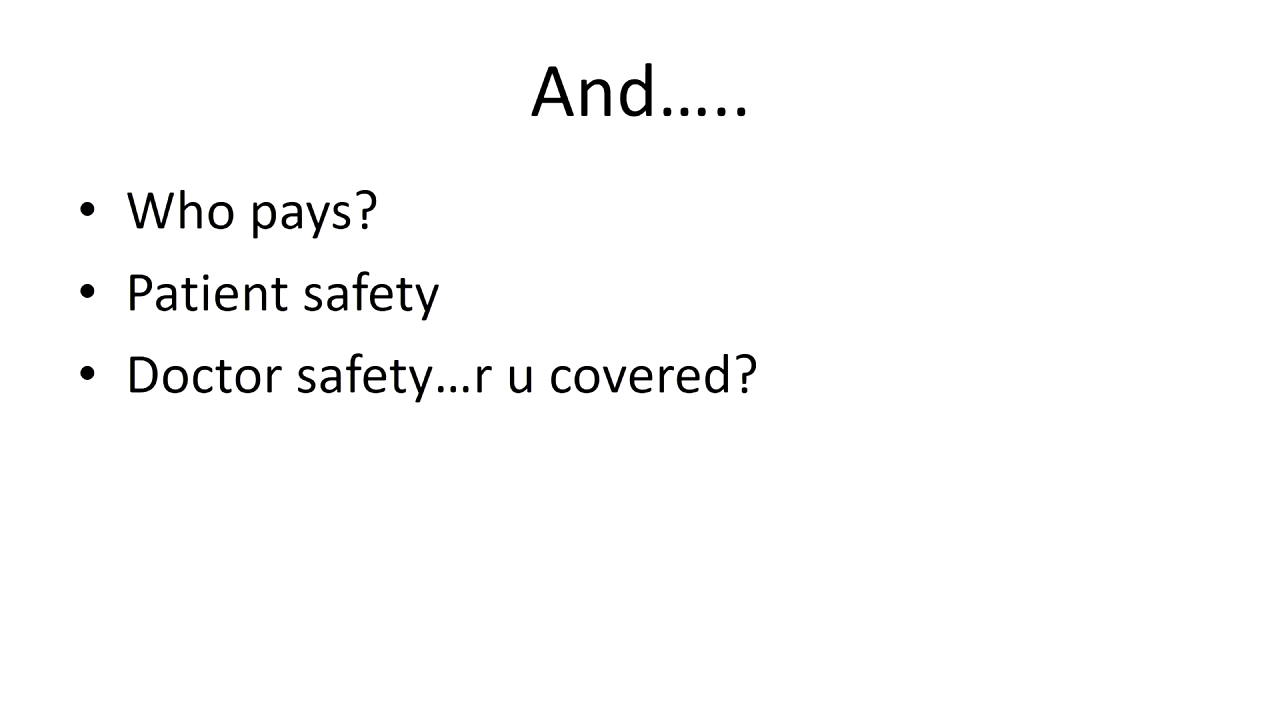 And…..
• Who pays?
• Patient safety
• Doctor safety…r u covered?